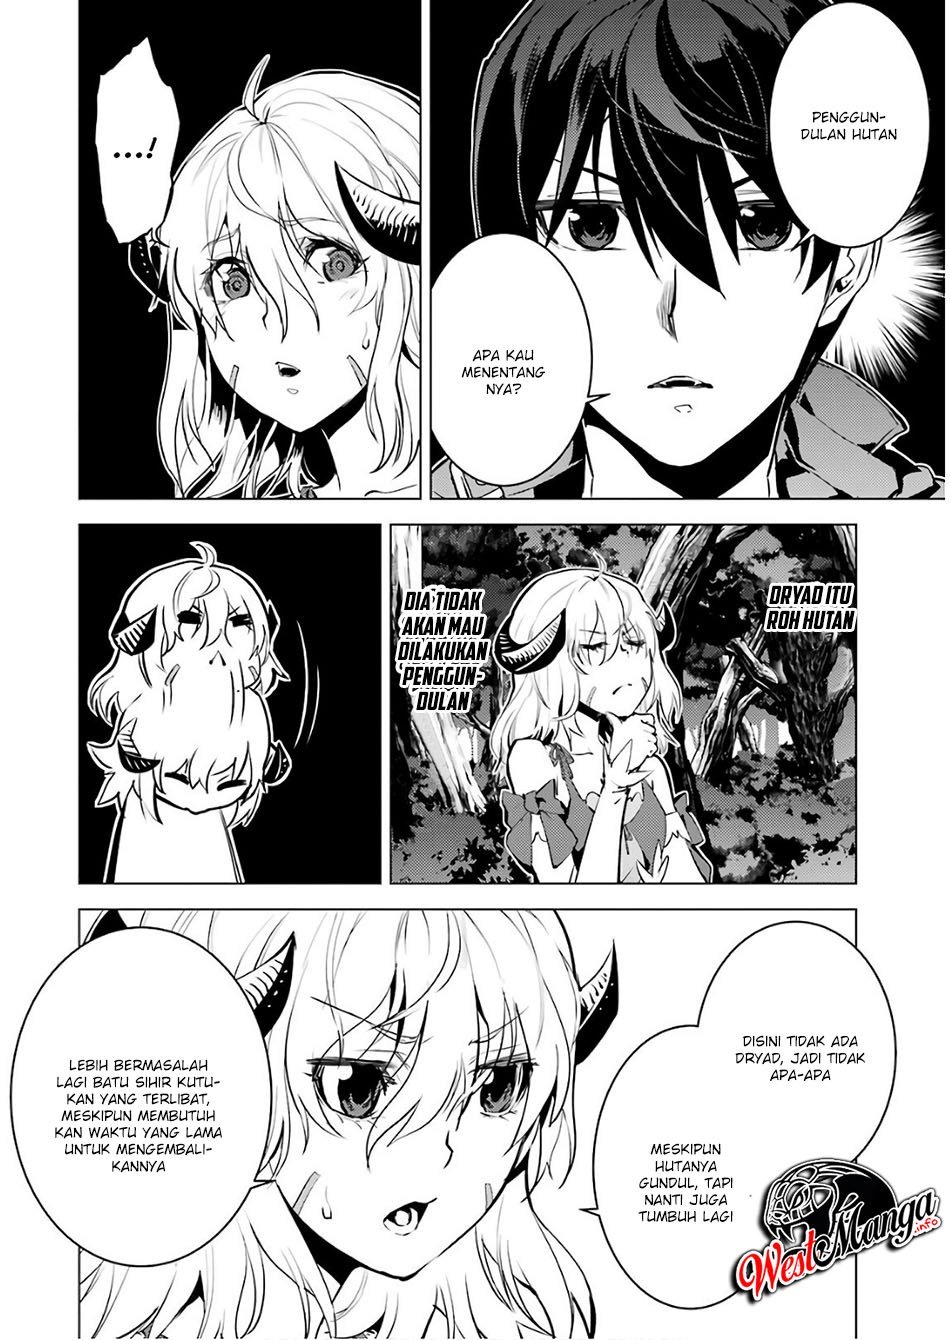 PENGGUN-
DULAN HUTAN
APA KAU
MENENTANG
NYA?
....!
DRYAD ITU
ROH HUTAN
DIA TIDAK
AKAN MAU
DILAKUKAN
PENGGUN-
DULAN
DISINI TIDAK ADA
DRYAD, JADI TIDAK
APA-APA
MESKIPUN
HUTANYA
GUNDUL, TAPI
NANTI JUGA
TUMBUH LAGI
LEBIH BERMASALAH
LAGI BATU SIHIR KUTU-
KAN YANG TERLIBAT,
MESKIPUN MEMBUTUH
KAN WAKTU YANG LAMA
UNTUK MENGEMBALI-
KANNYA
WestManga
.info